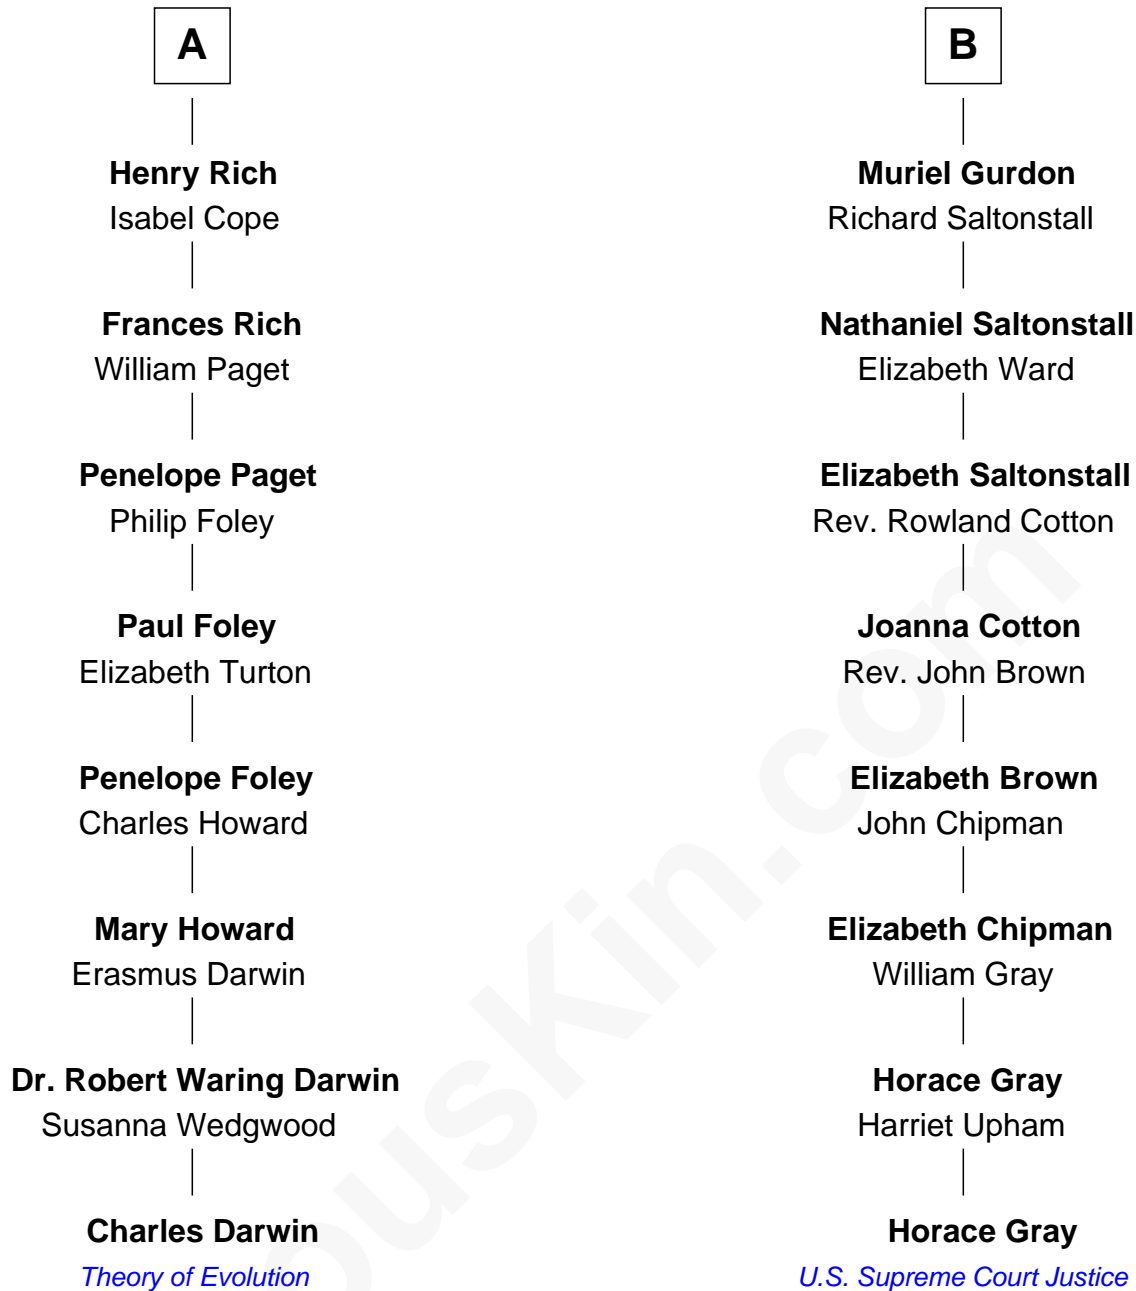 A
Henry Rich
Isabel Cope
Frances Rich
William Paget
Penelope Paget
Philip Foley
Paul Foley
Elizabeth Turton
Penelope Foley
Charles Howard
Mary Howard
Erasmus Darwin
Dr. Robert Waring Darwin
Susanna Wedgwood
Charles Darwin
Theory of Evolution
B
Muriel Gurdon
Richard Saltonstall
Nathaniel Saltonstall
Elizabeth Ward
Elizabeth Saltonstall
Rev. Rowland Cotton
Joanna Cotton
Rev. John Brown
Elizabeth Brown
John Chipman
Elizabeth Chipman
William Gray
Horace Gray
Harriet Upham
Horace Gray
U.S. Supreme Court Justice
ousKin.com